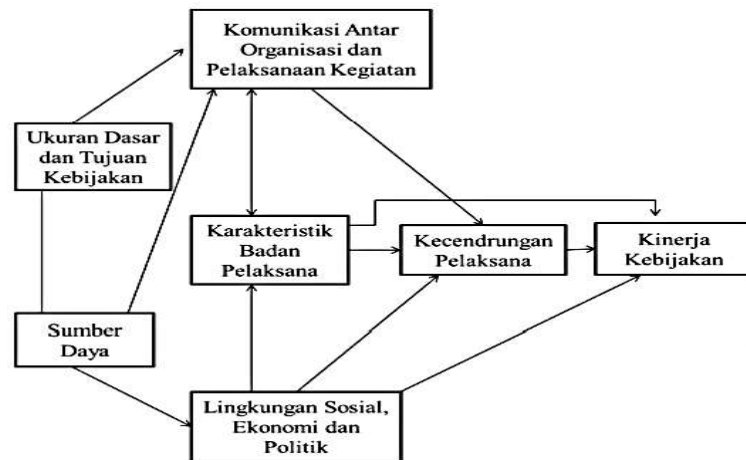 Komunikasi Antar
Organisasi dan
Pelaksanaan Kegiatan
Ukuran Dasar
dan Tujuan
Kebijakan
Karakteristik
Badan
Pelaksana
Kecendrungan
Pelaksana
Kinerja
Kebijakan
Sumber
Daya
Lingkungan Sosial,
Ekonomi dan
Politik